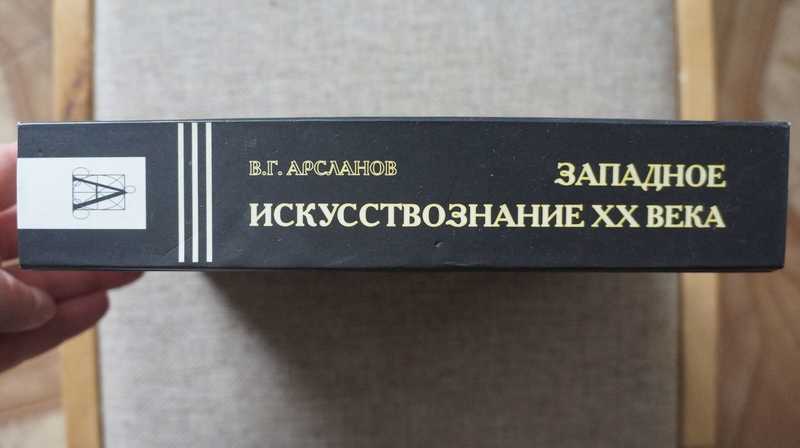 В.Г. АРСЛАНОВ
ЗАПАДНОЕ
ИСКУССТВОЗНАНИЕ XX ВЕКА
А